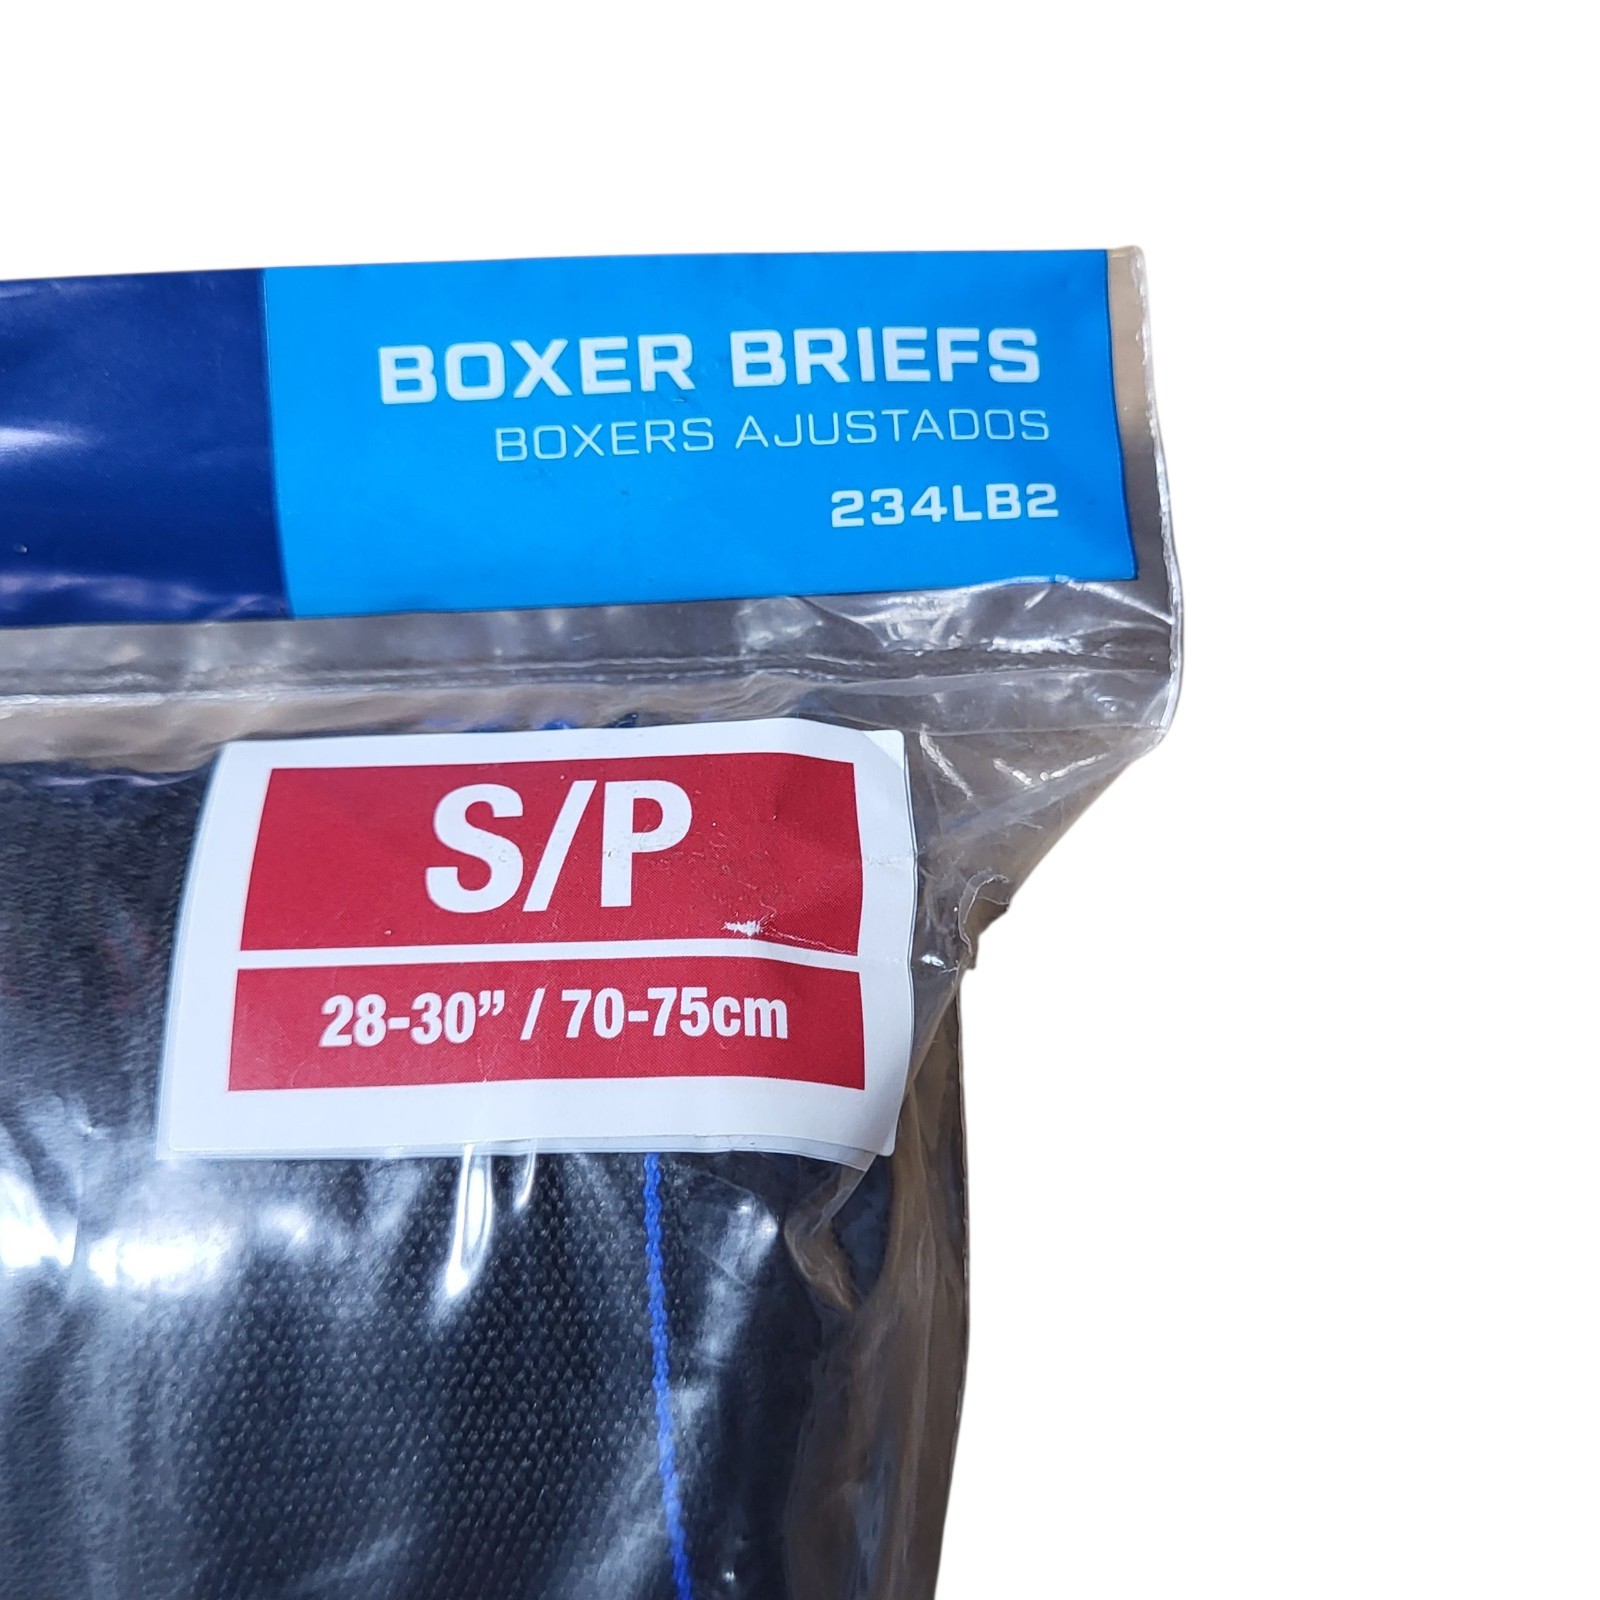 BOXER BRIEFS
BOXERS AJUSTADOS
234LB2
S/P
28-30” / 70-75cm